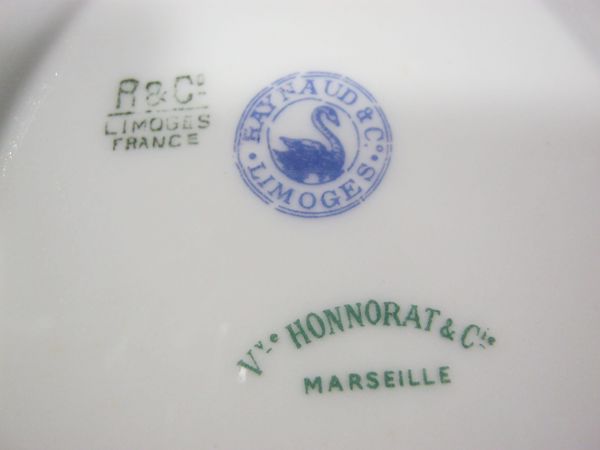 R & Cº
LIMOGES
FRANCE
RAYNAUD & Cº
• LIMOGES •
Vve HONNORAT & Cie
MARSEILLE